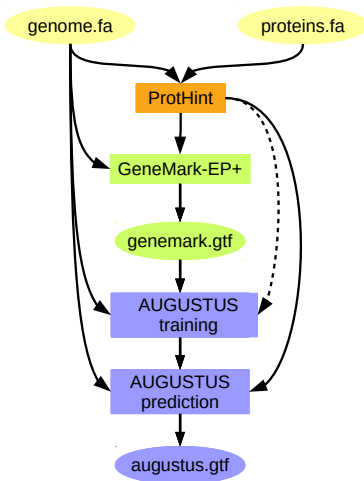 genome.fa
proteins.fa
ProtHint
GeneMark-EP+
genemark.gtf
AUGUSTUS
training
AUGUSTUS
prediction
augustus.gtf